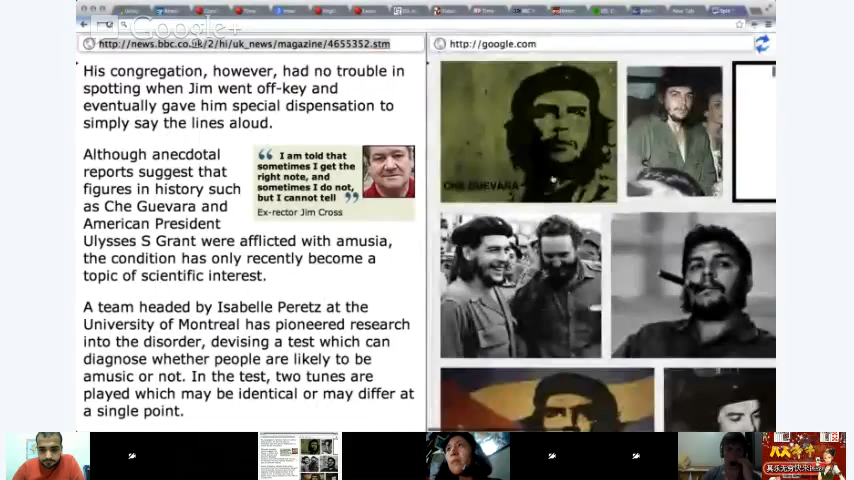 Google+
http://news.bbc.co.uk/2/hi/uk_news/magazine/4655352.stm
His congregation, however, had no trouble in
spotting when Jim went off-key and
eventually gave him special dispensation to
simply say the lines aloud.
Although anecdotal
reports suggest that
figures in history such
as Che Guevara and
American President
Ulysses S Grant were afflicted with amusia,
the condition has only recently become a
topic of scientific interest.
“ I am told that
sometimes I get the
right note, and
sometimes I do not,
but I cannot tell ”
Ex-rector Jim Cross
A team headed by Isabelle Peretz at the
University of Montreal has pioneered research
into the disorder, devising a test which can
diagnose whether people are likely to be
amusic or not. In the test, two tunes are
played which may be identical or may differ at
a single point.
http://google.com
CHE GUEVARA